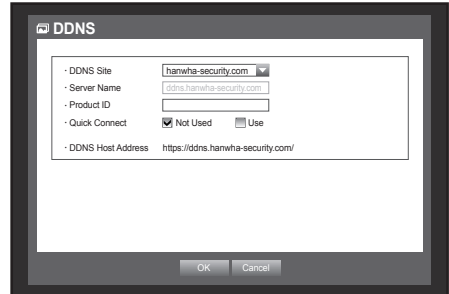 DDNS
· DDNS Site hanwha-security.com
· Server Name ddns.hanwha-security.com
· Product ID
· Quick Connect Not Used Use
· DDNS Host Address https://ddns.hanwha-security.com/
OK Cancel